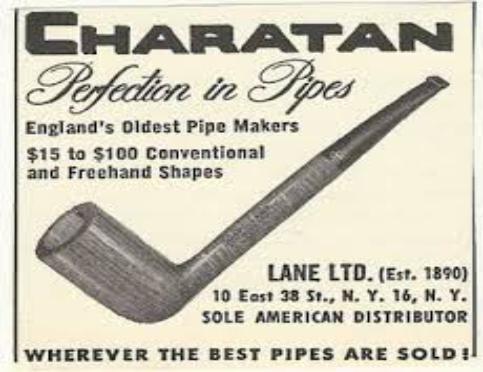 CHARATAN
Perfection in Pipes
England's Oldest Pipe Makers
$15 to $100 Conventional
and Freehand Shapes
LANE LTD. (Est. 1890)
10 East 38 St., N. Y. 16, N. Y.
SOLE AMERICAN DISTRIBUTOR
WHEREVER THE BEST PIPES ARE SOLD!